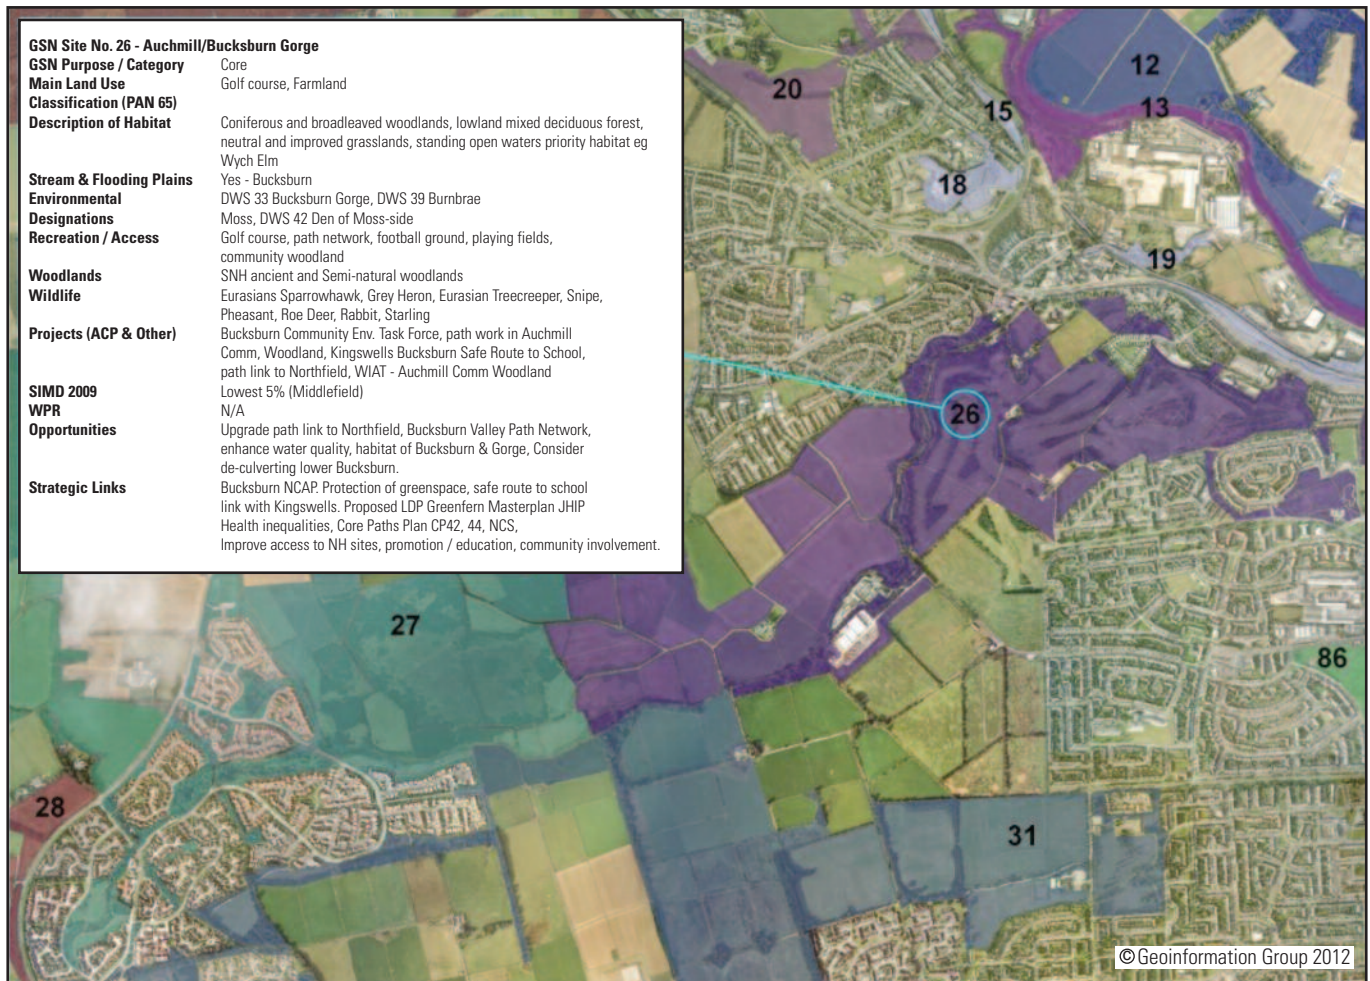 GSN Site No. 26 - Auchmill/Bucksburn Gorge
GSN Purpose / Category Core
Main Land Use Golf course, Farmland
Classification (PAN 65)
Description of Habitat Coniferous and broadleaved woodlands, lowland mixed deciduous forest,
neutral and improved grasslands, standing open waters priority habitat eg
Wych Elm
Stream & Flooding Plains Yes - Bucksburn
Environmental DWS 33 Bucksburn Gorge, DWS 39 Burnbrae
Designations Moss, DWS 42 Den of Moss-side
Recreation / Access Golf course, path network, football ground, playing fields,
community woodland
Woodlands SNH ancient and Semi-natural woodlands
Wildlife Eurasians Sparrowhawk, Grey Heron, Eurasian Treecreeper, Snipe,
Pheasant, Roe Deer, Rabbit, Starling
Projects (ACP & Other) Bucksburn Community Env. Task Force, path work in Auchmill
Comm, Woodland, Kingswells Bucksburn Safe Route to School,
path link to Northfield, WIAT - Auchmill Comm Woodland
SIMD 2009 Lowest 5% (Middlefield)
WPR N/A
Opportunities Upgrade path link to Northfield, Bucksburn Valley Path Network,
enhance water quality, habitat of Bucksburn & Gorge, Consider
de-culverting lower Bucksburn.
Strategic Links Bucksburn NCAP. Protection of greenspace, safe route to school
link with Kingswells. Proposed LDP Greenfern Masterplan JHIP
Health inequalities, Core Paths Plan CP42, 44, NCS,
Improve access to NH sites, promotion / education, community involvement.
12
20
13
15
18
19
26
27
86
28
31
©Geoinformation Group 2012